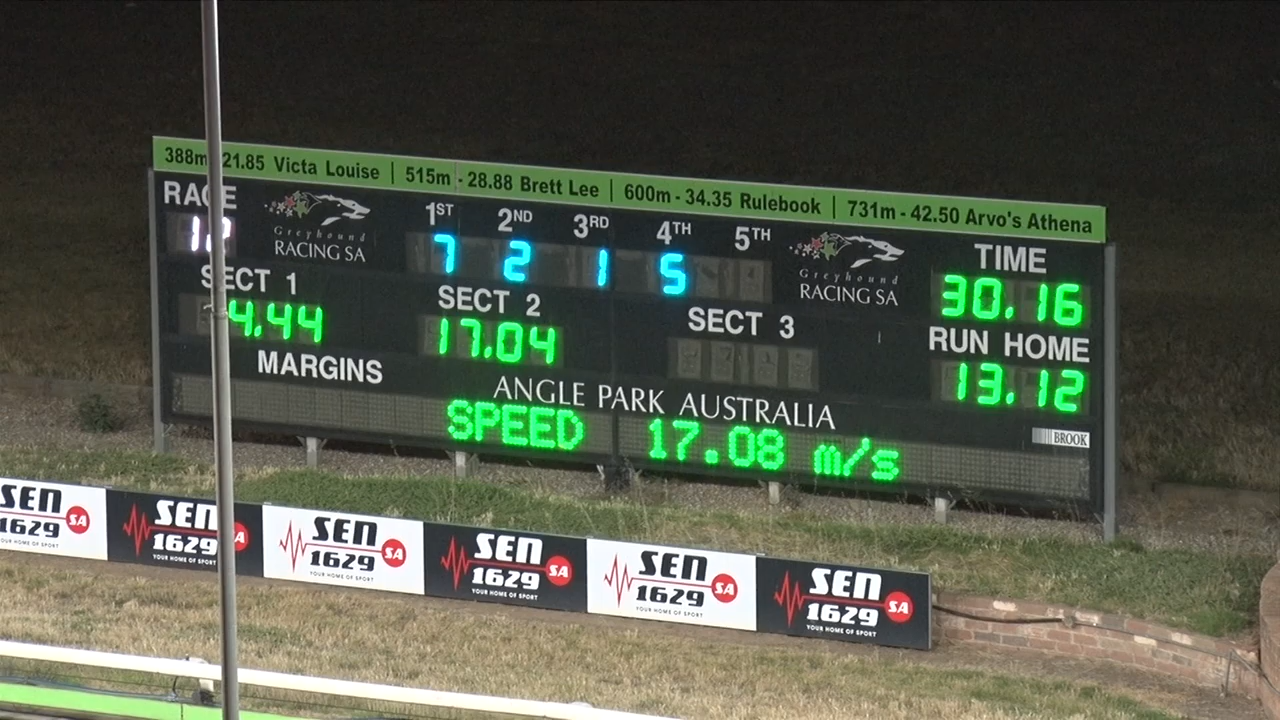 388m - 21.85 Victa Louise | 515m - 28.88 Brett Lee | 600m - 34.35 Rulebook | 731m - 42.50 Arvo's Athena
RACE
12
Greyhound
RACING SA
1ST 2ND 3RD 4TH 5TH
7 2 1 5
Greyhound
RACING SA
TIME
30.16
SECT 1
4.44
SECT 2
17.04
SECT 3
RUN HOME
13.12
MARGINS
ANGLE PARK AUSTRALIA
SPEED 17.08 m/s
BROOK
SEN
1629
SA
YOUR HOME OF SPORT
SEN
1629
SA
YOUR HOME OF SPORT
SEN
1629
SA
YOUR HOME OF SPORT
SEN
1629
SA
YOUR HOME OF SPORT
SEN
1629
SA
YOUR HOME OF SPORT
SEN
1629
SA
YOUR HOME OF SPORT